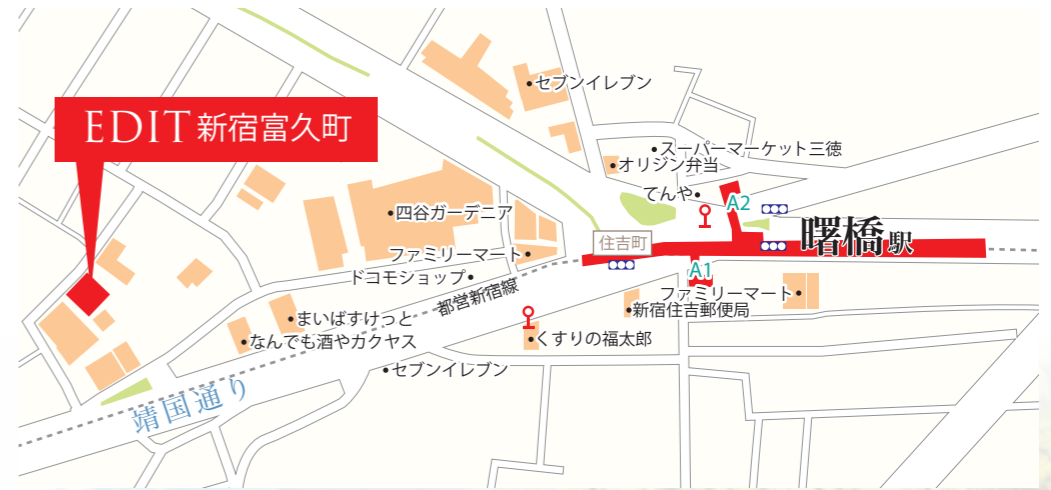 セブンイレブン
EDIT 新宿富久町
スーパーマーケット三徳
オリジン弁当
てんや
A2
四谷ガーデニア
住吉町
曙橋駅
ファミリーマート
A1
ドコモショップ
都営新宿線
ファミリーマート
新宿住吉郵便局
まいばすけっと
なんでも酒やカクヤス
くすりの福太郎
セブンイレブン
靖国通り